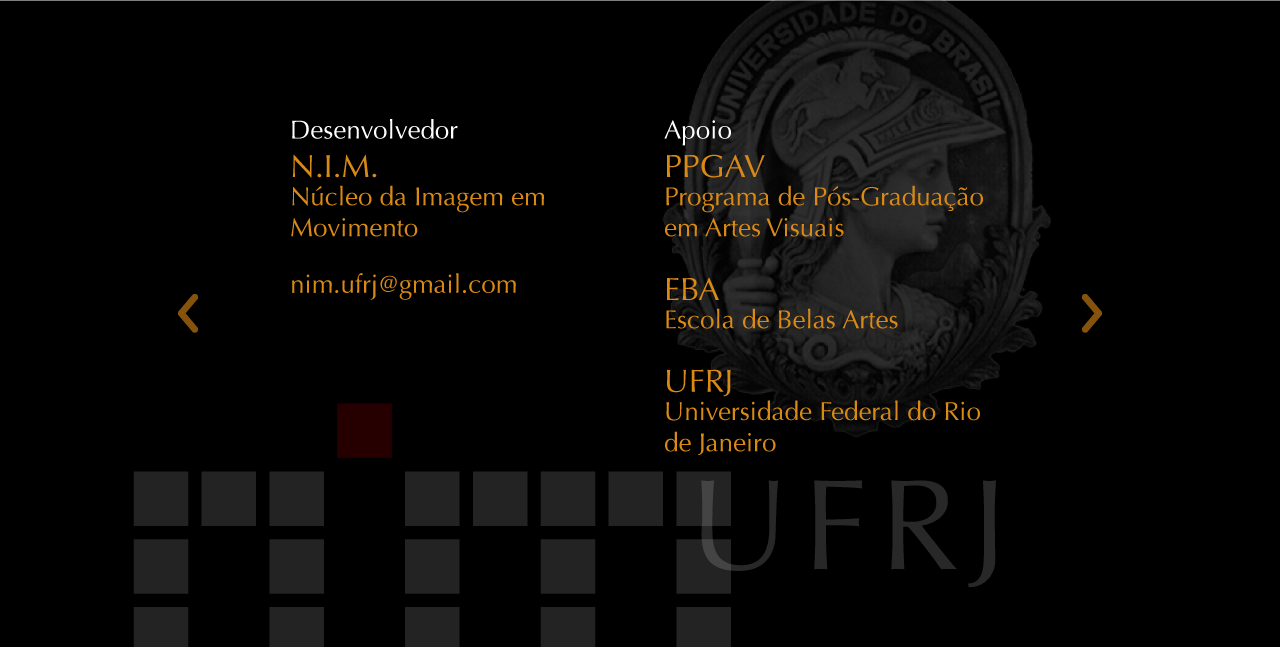 UNIVERSIDADE DO BRASIL
Desenvolvedor
N.I.M.
Núcleo da Imagem em
Movimento
nim.ufrj@gmail.com
Apoio
PPGAV
Programa de Pós-Graduação
em Artes Visuais
EBA
Escola de Belas Artes
UFRJ
Universidade Federal do Rio
de Janeiro
UFRJ